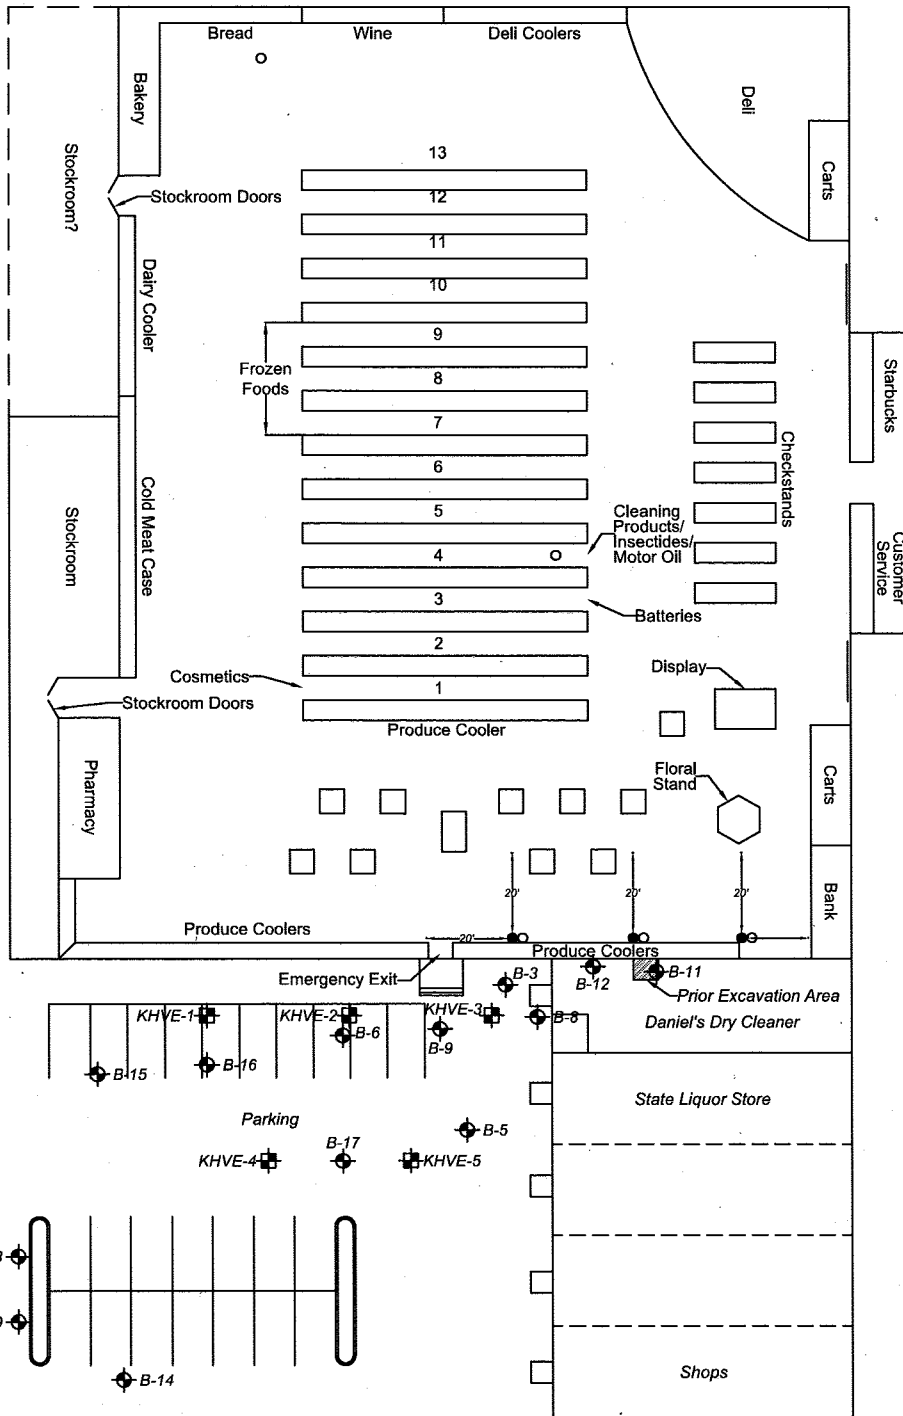 Bread
Wine
Deli Coolers
Bakery
Deli
Carts
Stockroom?
Stockroom Doors
13
12
11
10
9
8
7
6
5
4
3
2
1
Dairy Cooler
Frozen
Foods
Starbucks
Checkstands
Cold Meat Case
Stockroom
Cleaning
Products/
Insectides/
Motor Oil
Customer
Service
Batteries
Cosmetics
Stockroom Doors
Display
Produce Cooler
Pharmacy
Floral
Stand
Carts
Bank
20'
20'
20'
20'
Produce Coolers
Produce Coolers
Emergency Exit
B-3
B-12
B-11
Prior Excavation Area
KHVE-1
KHVE-2
KHVE-3
B-6
B-9
B-8
Daniel's Dry Cleaner
B-15
B-16
Parking
State Liquor Store
B-5
B-17
KHVE-4
KHVE-5
B-14
Shops